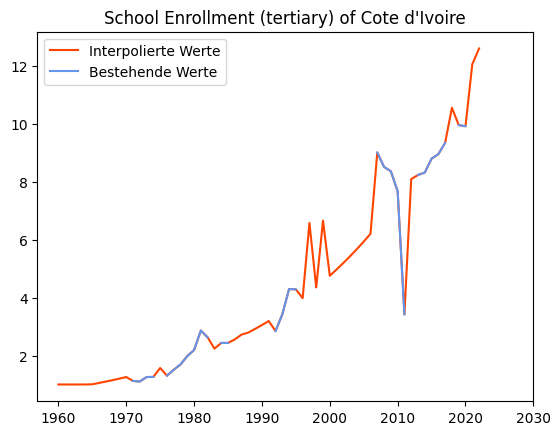 School Enrollment (tertiary) of Cote d'Ivoire
Interpolierte Werte
Bestehende Werte
12
10
8
6
4
2
1960 1970 1980 1990 2000 2010 2020 2030